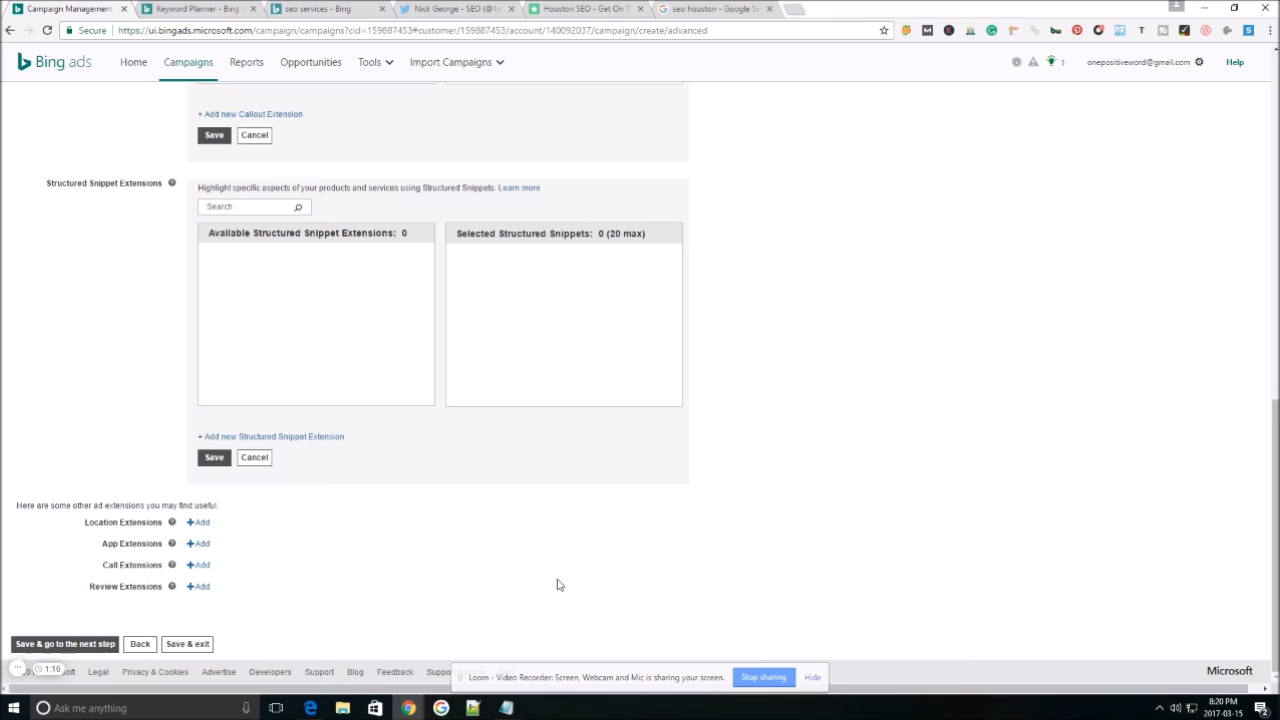 Campaign Management
Keyword Planner - Bing
seo services - Bing
Nick George - SEO (@1p
Houston SEO - Get On T
seo houston - Google Se
Secure https://ui.bingads.microsoft.com/campaign/campaigns?cid=159887453#customer/159887453/account/140092037/campaign/create/advanced
Bing ads Home Campaigns Reports Opportunities Tools Import Campaigns 1 onepositiveword@gmail.com Help
+ Add new Callout Extension
Save Cancel
Structured Snippet Extensions
Highlight specific aspects of your products and services using Structured Snippets. Learn more
Search
Available Structured Snippet Extensions: 0
Selected Structured Snippets: 0 (20 max)
+ Add new Structured Snippet Extension
Save Cancel
Here are some other ad extensions you may find useful.
Location Extensions +Add
App Extensions +Add
Call Extensions +Add
Review Extensions +Add
Save & go to the next step Back Save & exit
1:16 Legal Privacy & Cookies Advertise Developers Support Blog Feedback Microsoft
Loom - Video Recorder: Screen, Webcam and Mic is sharing your screen. Stop sharing Hide
Ask me anything
8:20 PM
2017-03-15
2